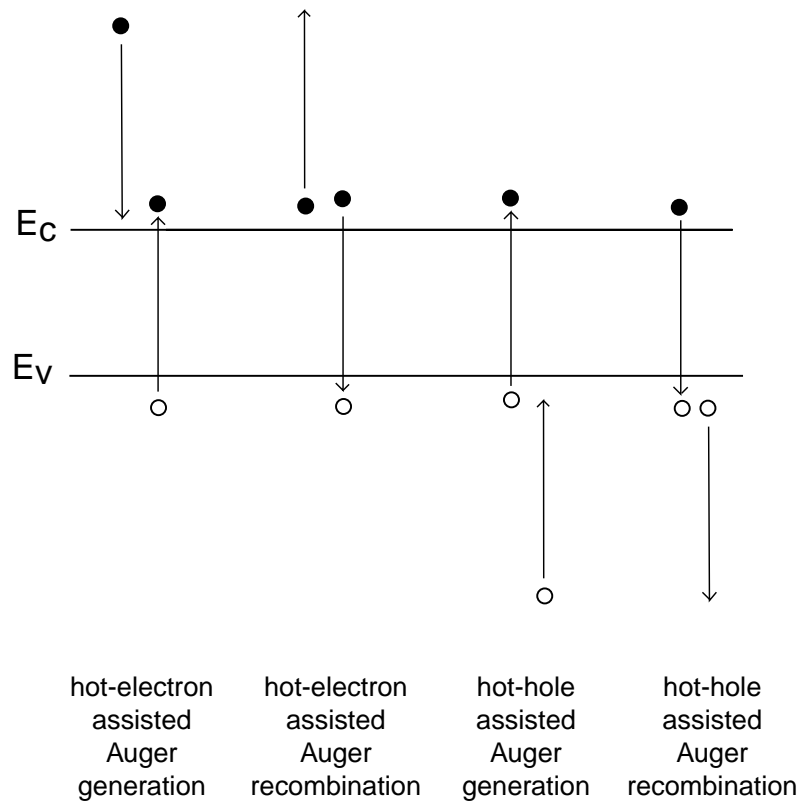 Ec
Ev
hot-electron
assisted
Auger
generation
hot-electron
assisted
Auger
recombination
hot-hole
assisted
Auger
generation
hot-hole
assisted
Auger
recombination